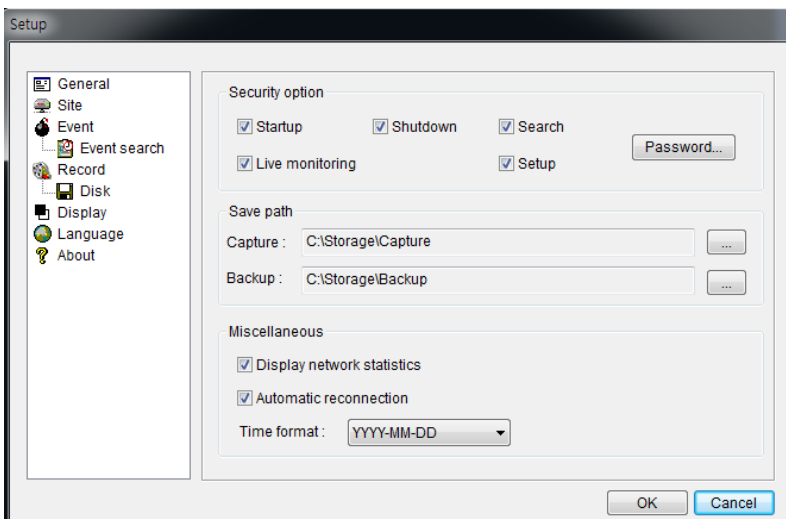 Setup
General
Site
Event
Event search
Record
Disk
Display
Language
About
Security option
Startup
Shutdown
Search
Live monitoring
Setup
Password...
Save path
Capture : C:\Storage\Capture ...
Backup : C:\Storage\Backup ...
Miscellaneous
Display network statistics
Automatic reconnection
Time format : YYYY-MM-DD
OK
Cancel